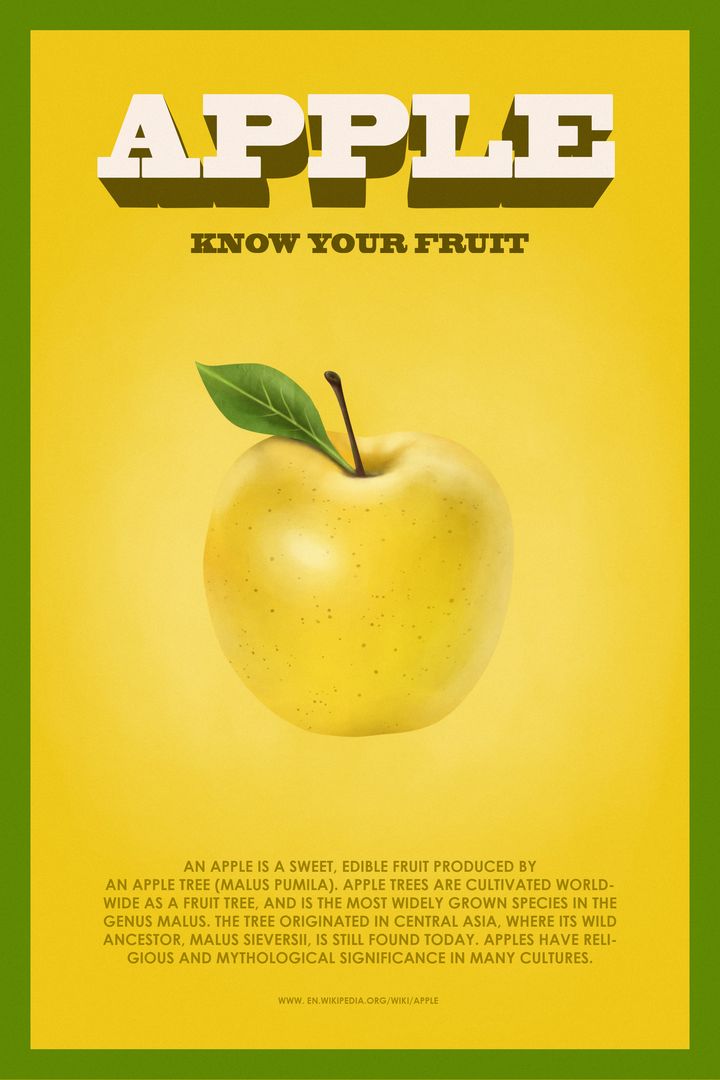 APPLE
KNOW YOUR FRUIT
AN APPLE IS A SWEET, EDIBLE FRUIT PRODUCED BY
AN APPLE TREE (MALUS PUMILA). APPLE TREES ARE CULTIVATED WORLD-
WIDE AS A FRUIT TREE, AND IS THE MOST WIDELY GROWN SPECIES IN THE
GENUS MALUS. THE TREE ORIGINATED IN CENTRAL ASIA, WHERE ITS WILD
ANCESTOR, MALUS SIEVERSII, IS STILL FOUND TODAY. APPLES HAVE RELI-
GIOUS AND MYTHOLOGICAL SIGNIFICANCE IN MANY CULTURES.
WWW. EN.WIKIPEDIA.ORG/WIKI/APPLE